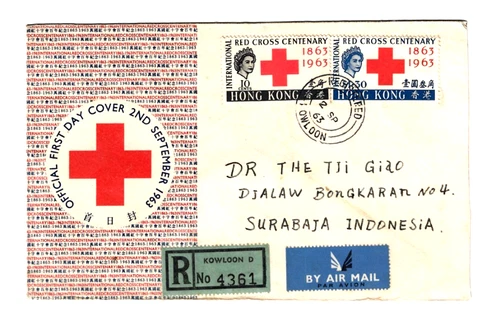 INTERNATIONAL
RED CROSS CENTENARY
1863
1963
HONG KONG 香港
INTERNATIONAL
RED CROSS CENTENARY
1863
1963
壹圓叁角
HONG KONG 香港
REGISTERED
2 SP
63
KOWLOON
OFFICIAL FIRST DAY COVER 2ND SEPTEMBER 1963
首日封
DR THE TJI Giao
DJALAW BONGKARAN No 4.
SURABAJA INDONESIA.
R
KOWLOON D
No 4361
BY AIR MAIL
PAR AVION